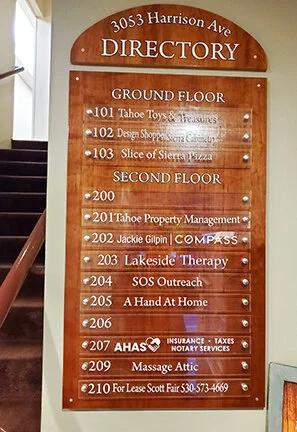 3053 Harrison Ave
DIRECTORY
GROUND FLOOR
101 Tahoe Toys & Treasures
102 Design Shoppe/Sierra Cabinetry
103 Slice of Sierra Pizza
SECOND FLOOR
200
201 Tahoe Property Management
202 Jackie Gilpin | COMPASS
203 Lakeside Therapy
204 SOS Outreach
205 A Hand At Home
206
207 AHAS INSURANCE · TAXES
NOTARY SERVICES
209 Massage Attic
210 For Lease Scott Fair 530-573-4669